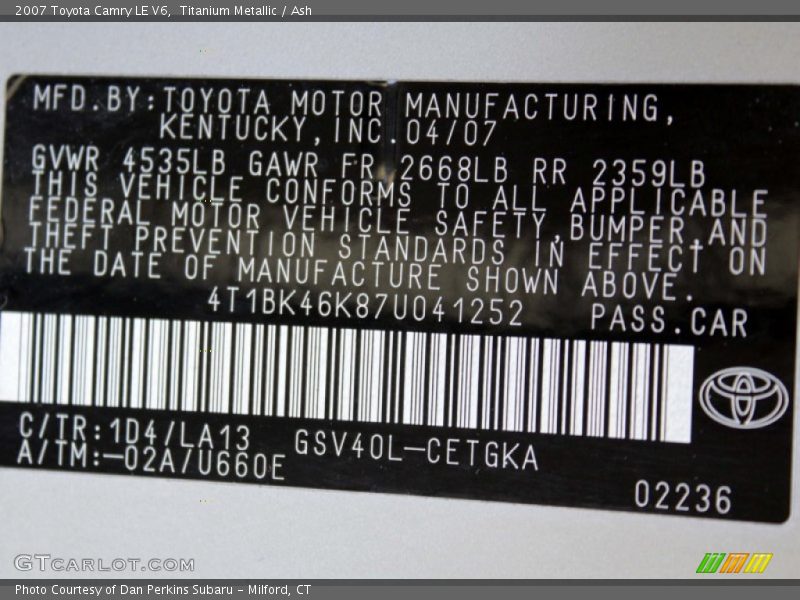 2007 Toyota Camry LE V6,  Titanium Metallic / Ash
MFD.BY:TOYOTA MOTOR MANUFACTURING,
KENTUCKY,INC.04/07
GVWR 4535LB GAWR FR 2668LB RR 2359LB
THIS VEHICLE CONFORMS TO ALL APPLICABLE
FEDERAL MOTOR VEHICLE SAFETY,BUMPER,AND
THEFT PREVENTION STANDARDS IN EFFECT ON
THE DATE OF MANUFACTURE SHOWN ABOVE.
4T1BK46K87U041252 PASS.CAR
C/TR:1D4/LA13 GSV40L-CETGKA
A/TM:-02A/U660E
02236
GTCARLOT.COM
Photo Courtesy of Dan Perkins Subaru - Milford, CT